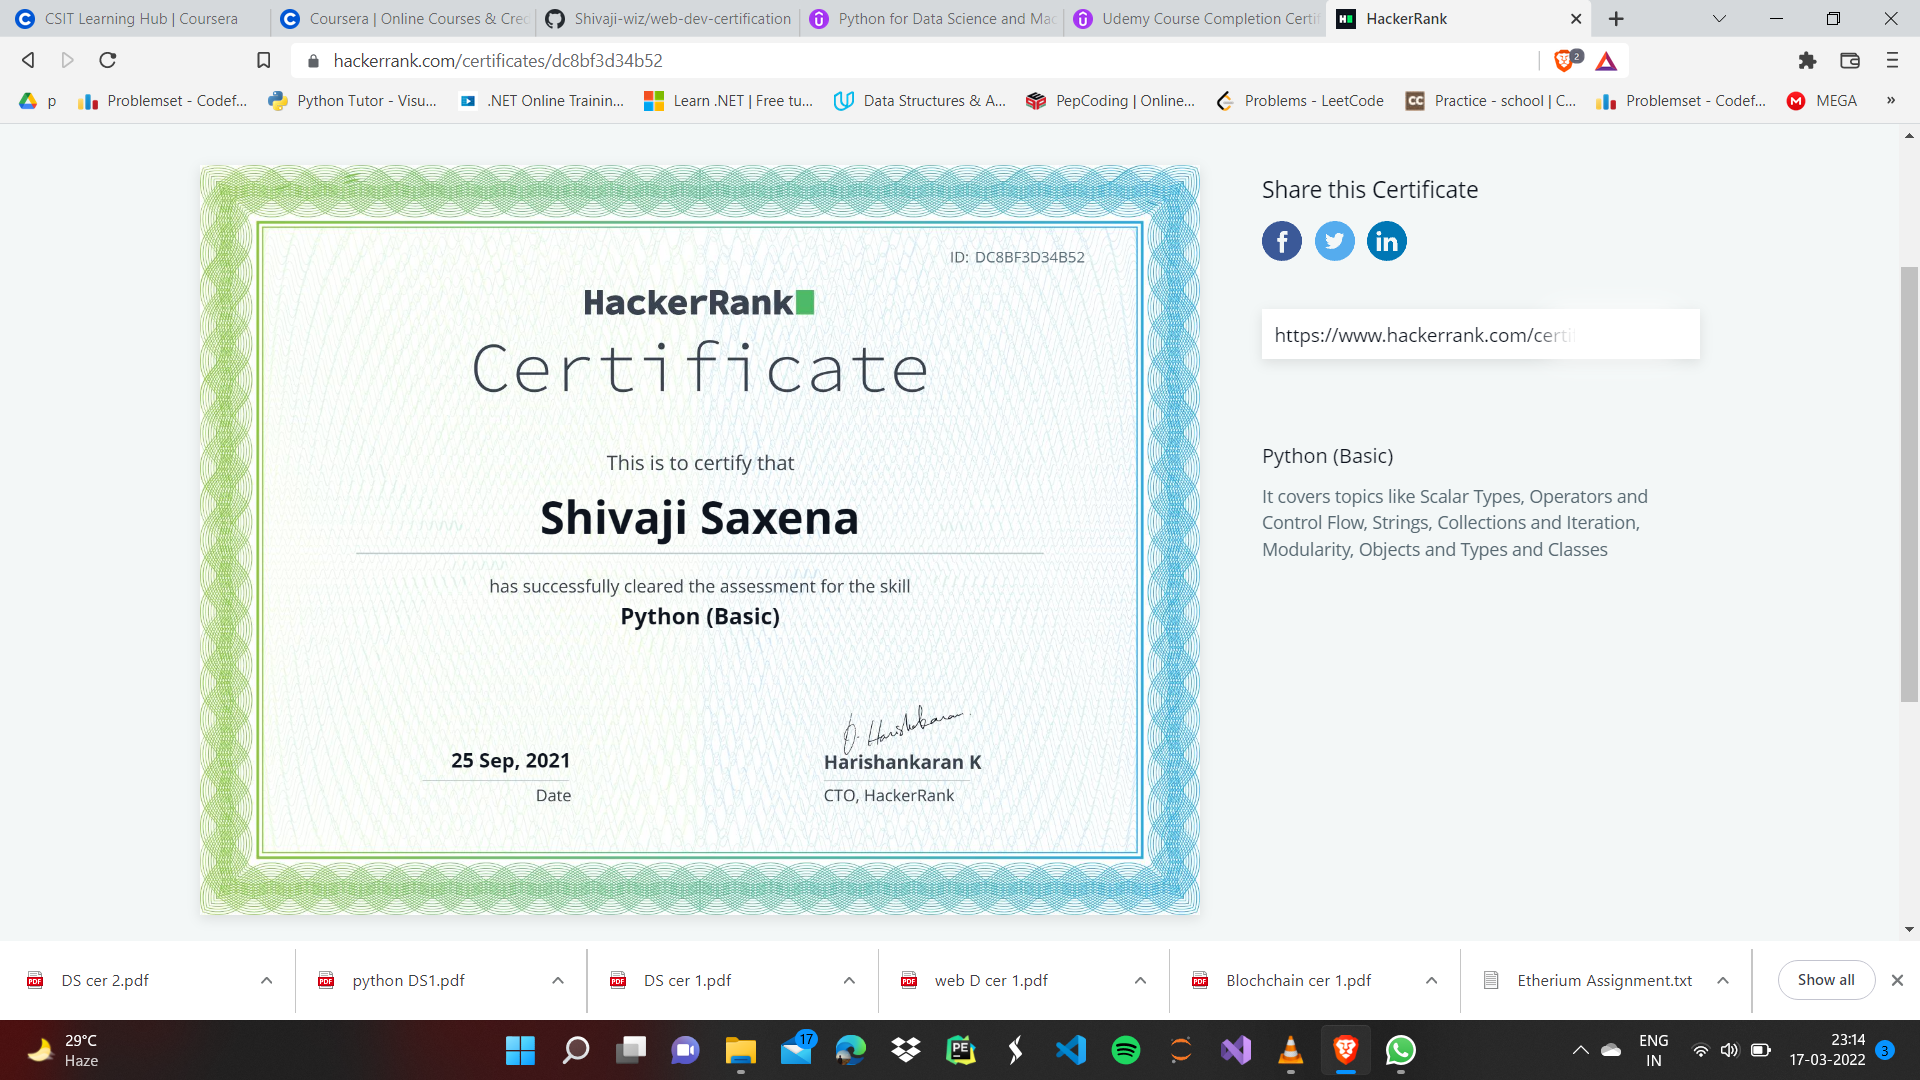 CSIT Learning Hub | Coursera
Coursera | Online Courses & Cred
Shivaji-wiz/web-dev-certification
Python for Data Science and Mac
Udemy Course Completion Certif
HackerRank
hackerrank.com/certificates/dc8bf3d34b52
2
p
Problemset - Codef...
Python Tutor - Visu...
.NET Online Trainin...
Learn .NET | Free tu...
Data Structures & A...
PepCoding | Online...
Problems - LeetCode
Practice - school | C...
Problemset - Codef...
MEGA
»
ID: DC8BF3D34B52
HackerRank
Certificate
This is to certify that
Shivaji Saxena
has successfully cleared the assessment for the skill
Python (Basic)
25 Sep, 2021
Date
Harishankaran K
CTO, HackerRank
Share this Certificate
https://www.hackerrank.com/certi
Python (Basic)
It covers topics like Scalar Types, Operators and
Control Flow, Strings, Collections and Iteration,
Modularity, Objects and Types and Classes
DS cer 2.pdf
python DS1.pdf
DS cer 1.pdf
web D cer 1.pdf
Blochchain cer 1.pdf
Etherium Assignment.txt
Show all
29°C
Haze
17
ENG
IN
23:14
17-03-2022
3